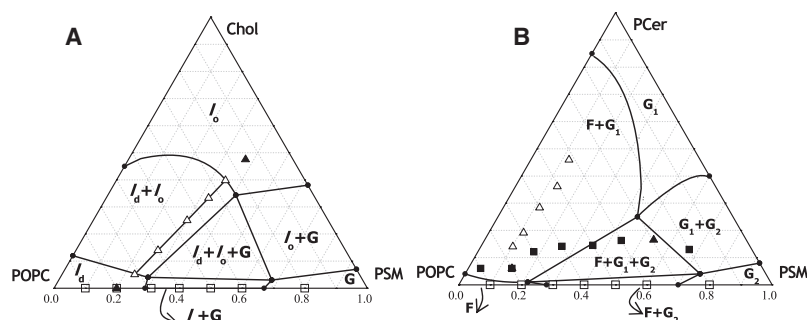 A
Chol
lo
ld+lo
ld+lo+G
lo+G
POPC
ld
G
PSM
0.0 0.2 0.4 0.6 0.8 1.0
l+G
B
PCer
G1
F+G1
G1+G2
F+G1+G2
POPC
G2
PSM
0.0 0.2 0.4 0.6 0.8 1.0
F
F+G2